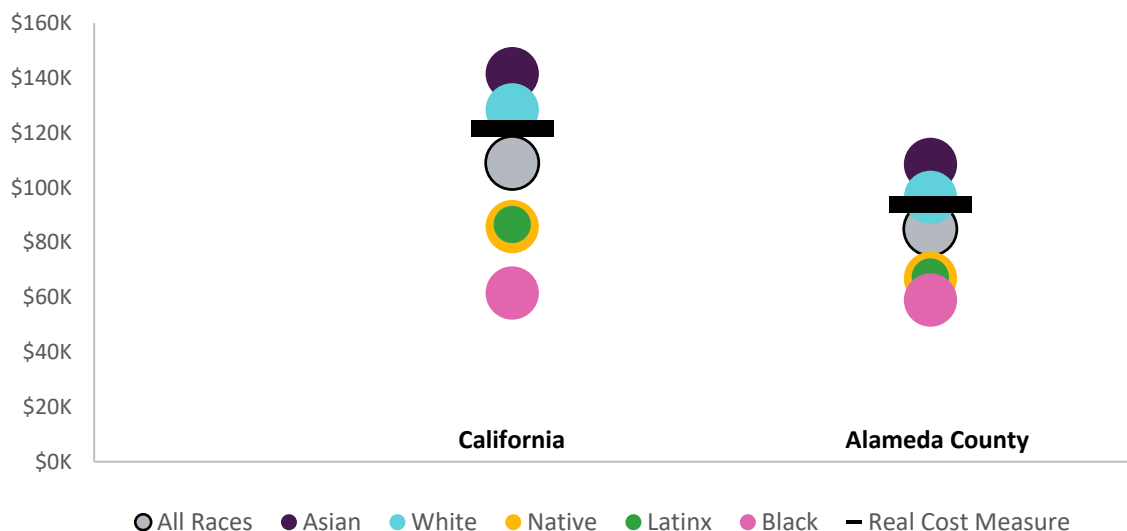 $160K
$140K
$120K
$100K
$80K
$60K
$40K
$20K
$0K
California Alameda County
All Races Asian White Native Latinx Black Real Cost Measure